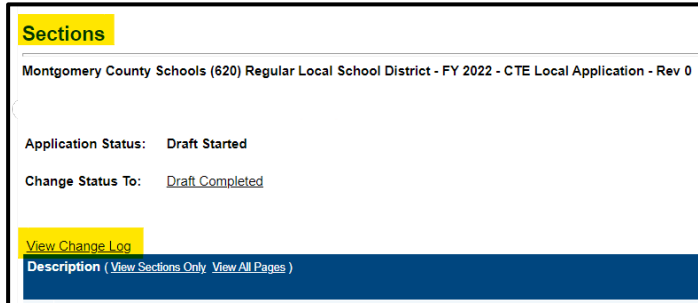 Sections
Montgomery County Schools (620) Regular Local School District - FY 2022 - CTE Local Application - Rev 0
Application Status: Draft Started
Change Status To: Draft Completed
View Change Log
Description ( View Sections Only View All Pages )